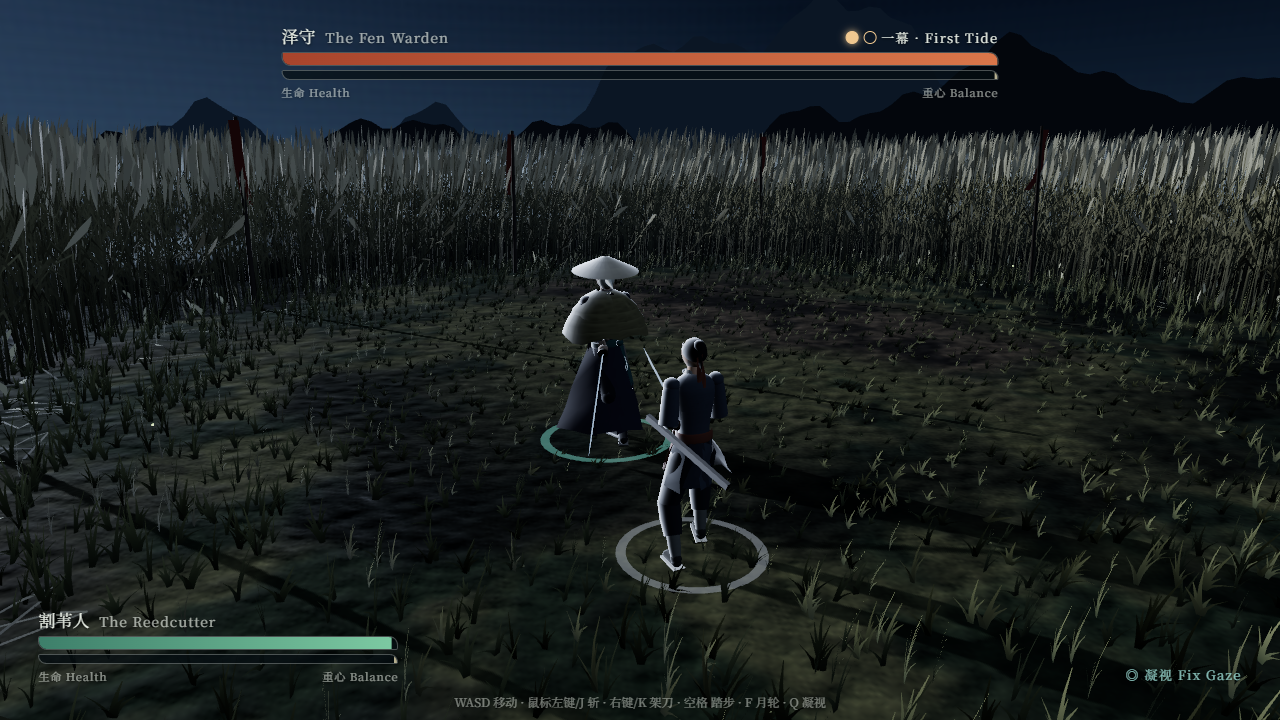 泽守 The Fen Warden
一幕 · First Tide
生命 Health
重心 Balance
割苇人 The Reedcutter
生命 Health
重心 Balance
◎ 凝视 Fix Gaze
WASD 移动 · 鼠标左键/J 斩 · 右键/K 架刀 · 空格 踏步 · F 月轮 · Q 凝视